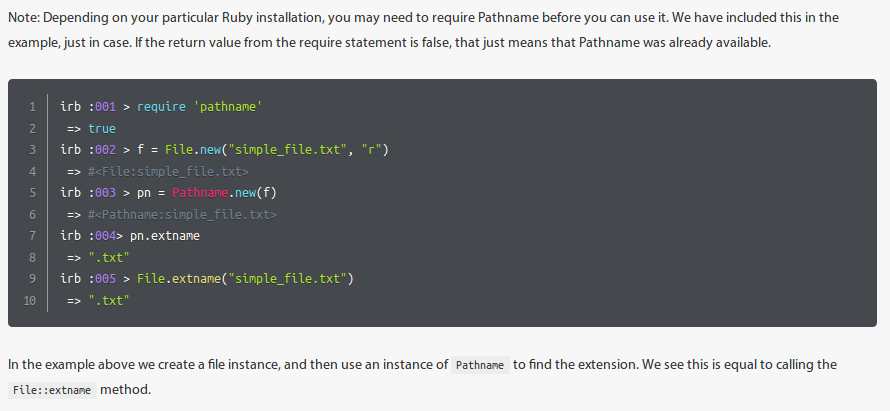 Note: Depending on your particular Ruby installation, you may need to require Pathname before you can use it. We have included this in the
example, just in case. If the return value from the require statement is false, that just means that Pathname was already available.
1 irb :001 > require 'pathname'
2 => true
3 irb :002 > f = File.new("simple_file.txt", "r")
4 => #<File:simple_file.txt>
5 irb :003 > pn = Pathname.new(f)
6 => #<Pathname:simple_file.txt>
7 irb :004> pn.extname
8 => ".txt"
9 irb :005 > File.extname("simple_file.txt")
10 => ".txt"
In the example above we create a file instance, and then use an instance of Pathname to find the extension. We see this is equal to calling the
File::extname method.